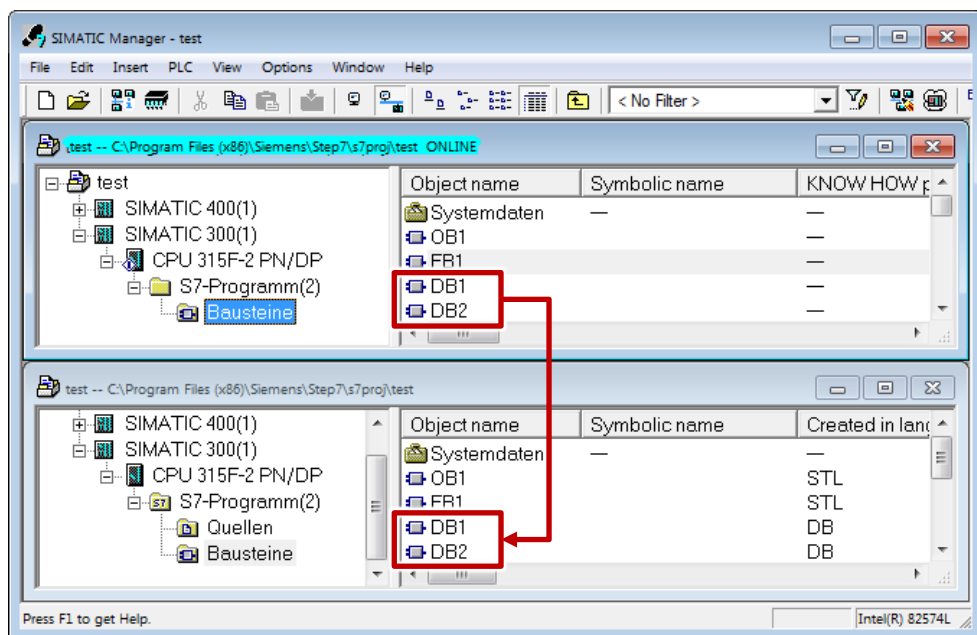 SIMATIC Manager - test
File Edit Insert PLC View Options Window Help
< No Filter >
test -- C:\Program Files (x86)\Siemens\Step7\s7proj\test ONLINE
test
SIMATIC 400(1)
SIMATIC 300(1)
CPU 315F-2 PN/DP
S7-Programm(2)
Bausteine
Object name Symbolic name KNOW HOW p
Systemdaten — —
OB1 —
FB1 —
DB1 —
DB2 —
test -- C:\Program Files (x86)\Siemens\Step7\s7proj\test
SIMATIC 400(1)
SIMATIC 300(1)
CPU 315F-2 PN/DP
S7-Programm(2)
Quellen
Bausteine
Object name Symbolic name Created in lang
Systemdaten — —
OB1 STL
FB1 STL
DB1 DB
DB2 DB
Press F1 to get Help. Intel(R) 82574L